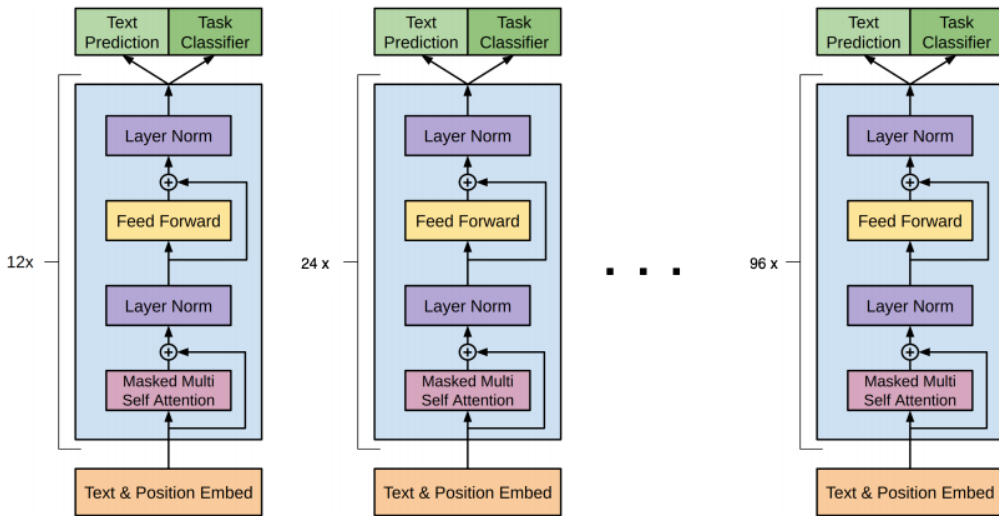 Text
Prediction
Task
Classifier
Layer Norm
Feed Forward
12x
Layer Norm
Masked Multi
Self Attention
Text & Position Embed
Text
Prediction
Task
Classifier
Layer Norm
Feed Forward
24 x
Layer Norm
Masked Multi
Self Attention
Text & Position Embed
. . .
Text
Prediction
Task
Classifier
Layer Norm
Feed Forward
96 x
Layer Norm
Masked Multi
Self Attention
Text & Position Embed